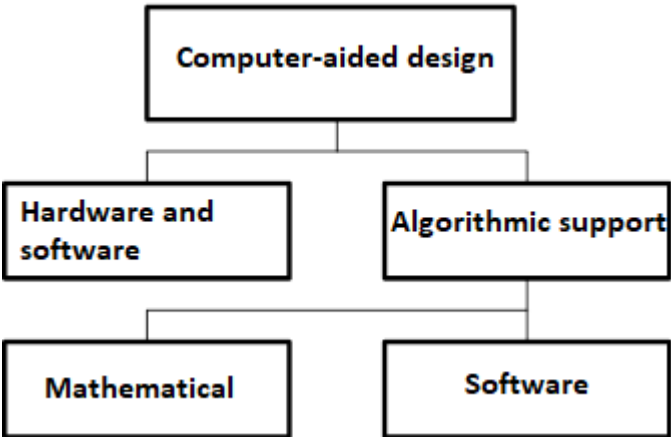 Computer-aided design
Hardware and
software
Algorithmic support
Mathematical
Software